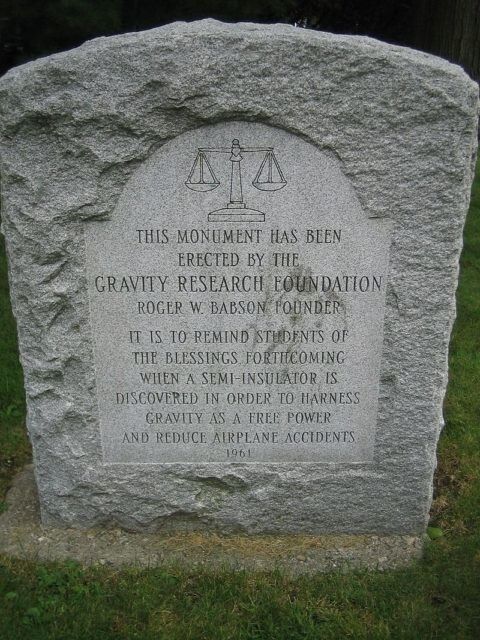 THIS MONUMENT HAS BEEN
ERECTED BY THE
GRAVITY RESEARCH FOUNDATION
ROGER W. BABSON FOUNDER
IT IS TO REMIND STUDENTS OF
THE BLESSINGS FORTHCOMING
WHEN A SEMI-INSULATOR IS
DISCOVERED IN ORDER TO HARNESS
GRAVITY AS A FREE POWER
AND REDUCE AIRPLANE ACCIDENTS
1961